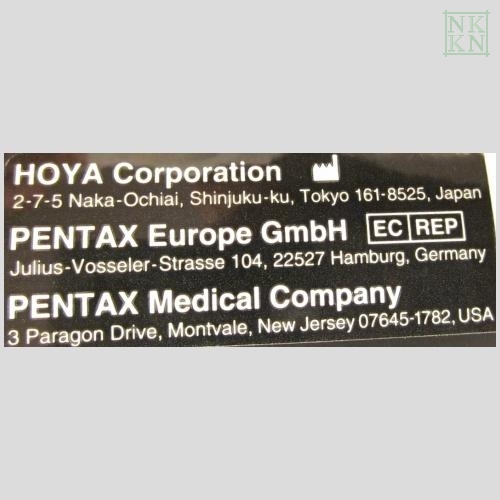 NK
KN
HOYA Corporation
2-7-5 Naka-Ochiai, Shinjuku-ku, Tokyo 161-8525, Japan
PENTAX Europe GmbH EC REP
Julius-Vosseler-Strasse 104, 22527 Hamburg, Germany
PENTAX Medical Company
3 Paragon Drive, Montvale, New Jersey 07645-1782, USA